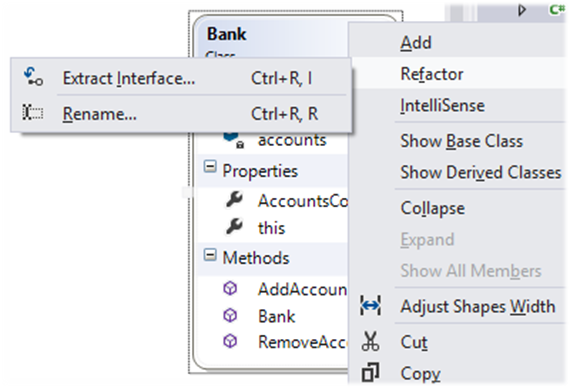 Bank
Class
C#
Add
Refactor
IntelliSense
Show Base Class
Show Derived Classes
Collapse
Expand
Show All Members
Adjust Shapes Width
Cut
Copy
Extract Interface... Ctrl+R, I
Rename... Ctrl+R, R
accounts
Properties
AccountsCo
this
Methods
AddAccoun
Bank
RemoveAcc